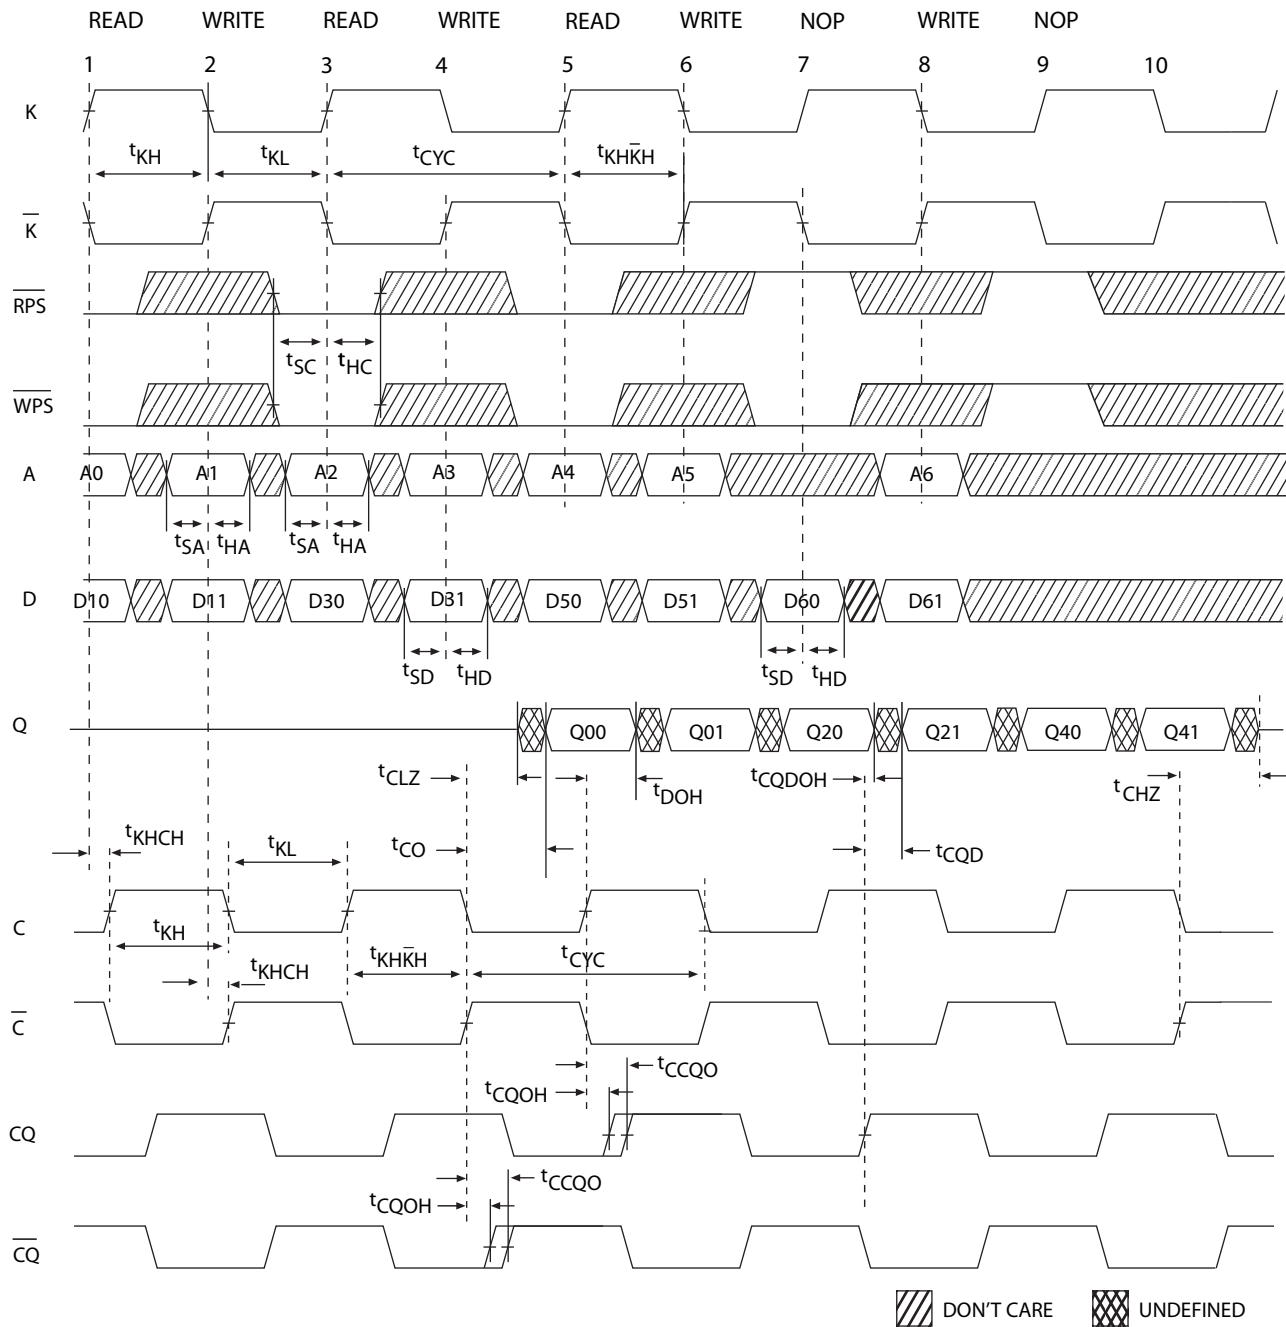 READ WRITE READ WRITE READ WRITE NOP WRITE NOP
1 2 3 4 5 6 7 8 9 10
K
tKH tKL tCYC tKHK̅H
K̅
R̅P̅S̅
tSC tHC
W̅P̅S̅
A A0 A1 A2 A3 A4 A5 A6
tSA tHA tSA tHA
D D10 D11 D30 D31 D50 D51 D60 D61
tSD tHD tSD tHD
Q Q00 Q01 Q20 Q21 Q40 Q41
tCLZ tDOH tCQDOH tCHZ
tKHCH tKL tCO tCQD
C
tKH tKHK̅H tCYC
tKHCH
C̅
tCCQO
tCQOH
CQ
tCCQO
tCQOH
C̅Q̅
DON'T CARE UNDEFINED